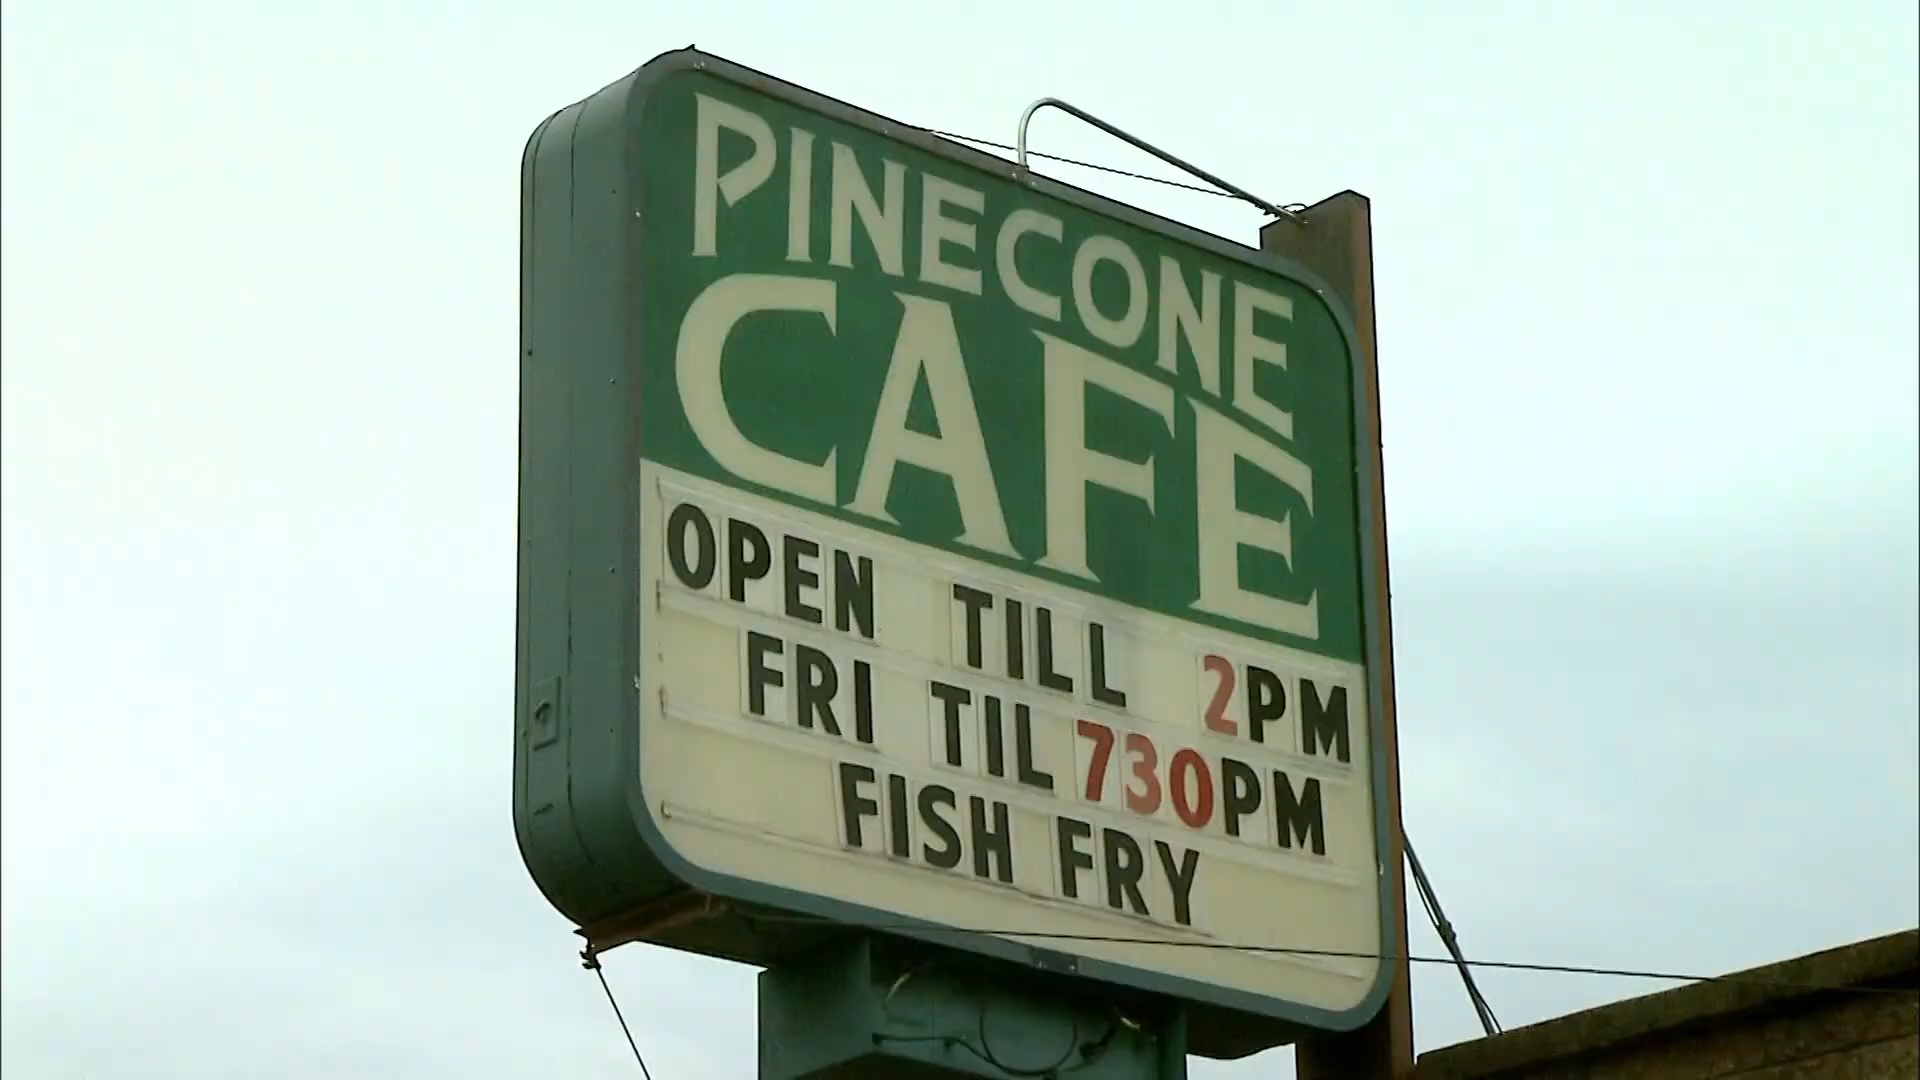 PINECONE
CAFE
OPEN TILL 2PM
FRI TIL 730PM
FISH FRY